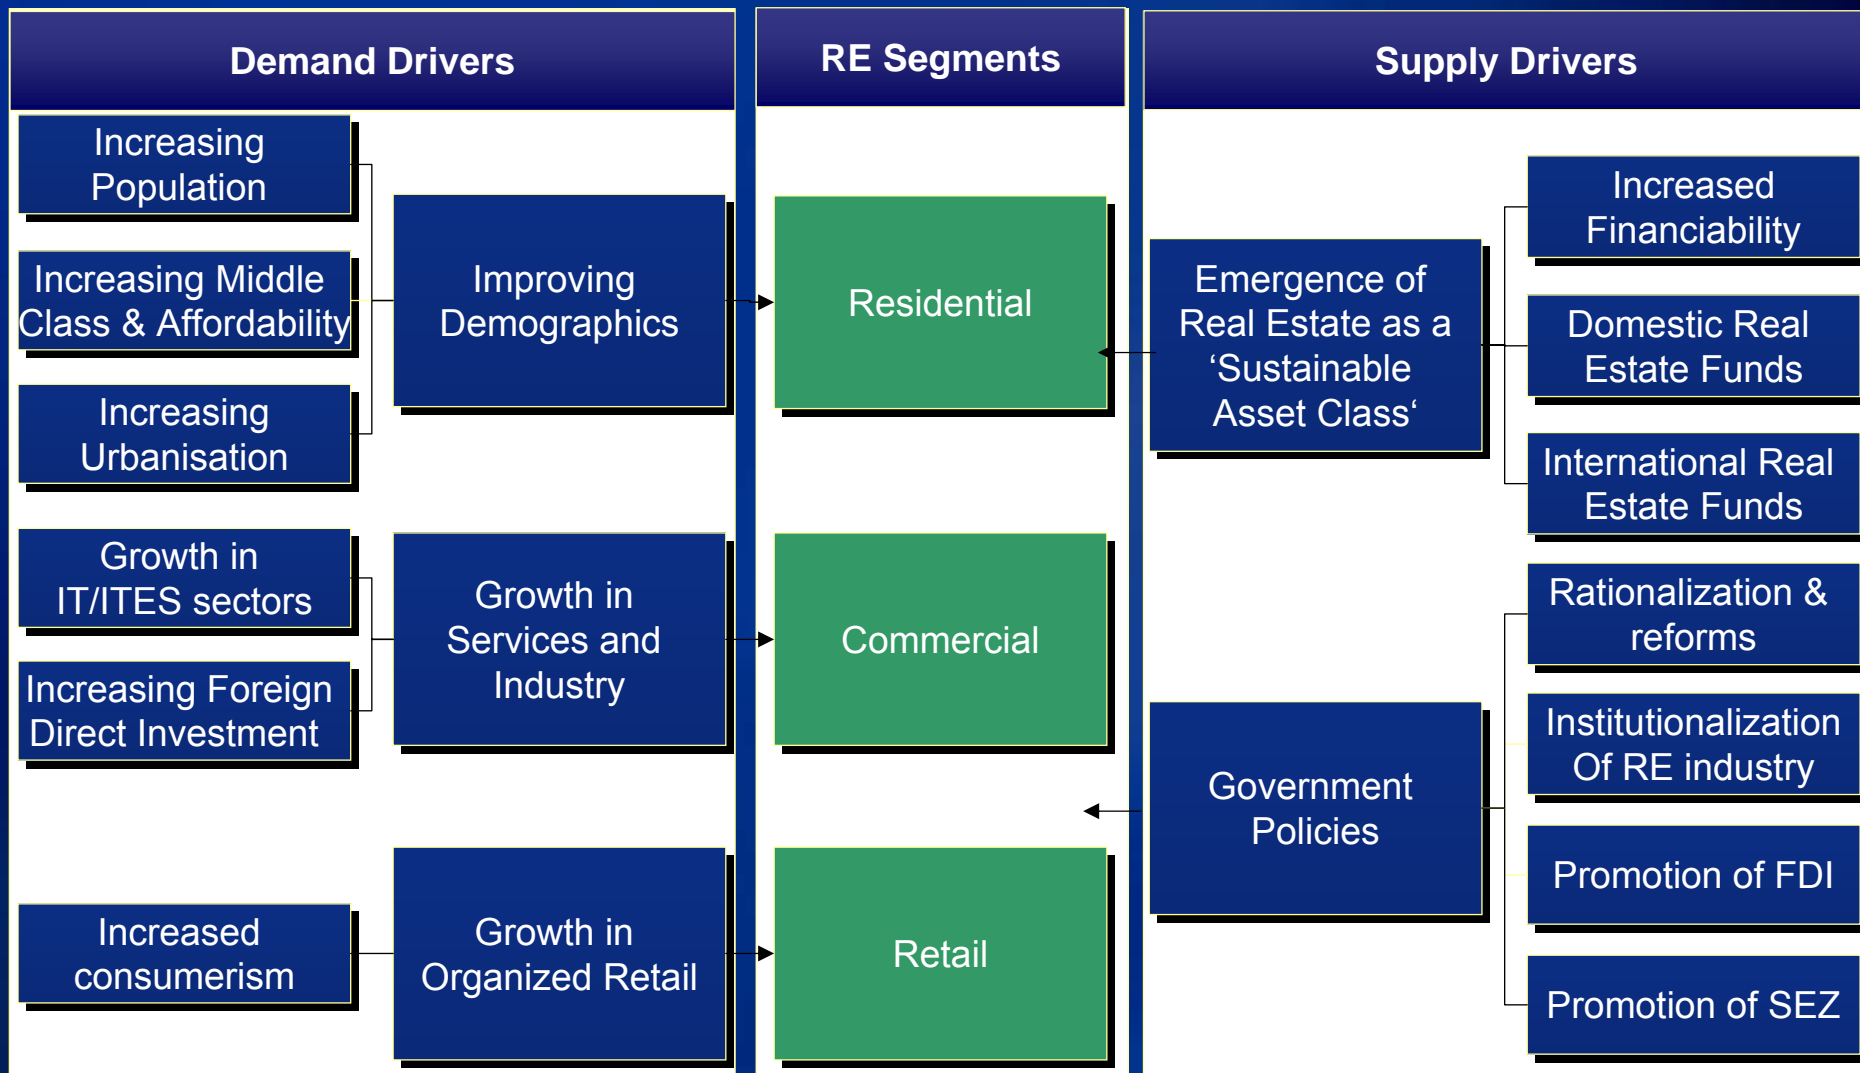 Demand Drivers
RE Segments
Supply Drivers
Increasing
Population
Increasing Middle
Class & Affordability
Increasing
Urbanisation
Improving
Demographics
Residential
Emergence of
Real Estate as a
‘Sustainable
Asset Class‘
Increased
Financiability
Domestic Real
Estate Funds
International Real
Estate Funds
Growth in
IT/ITES sectors
Increasing Foreign
Direct Investment
Growth in
Services and
Industry
Commercial
Government
Policies
Rationalization &
reforms
Institutionalization
Of RE industry
Promotion of FDI
Promotion of SEZ
Increased
consumerism
Growth in
Organized Retail
Retail